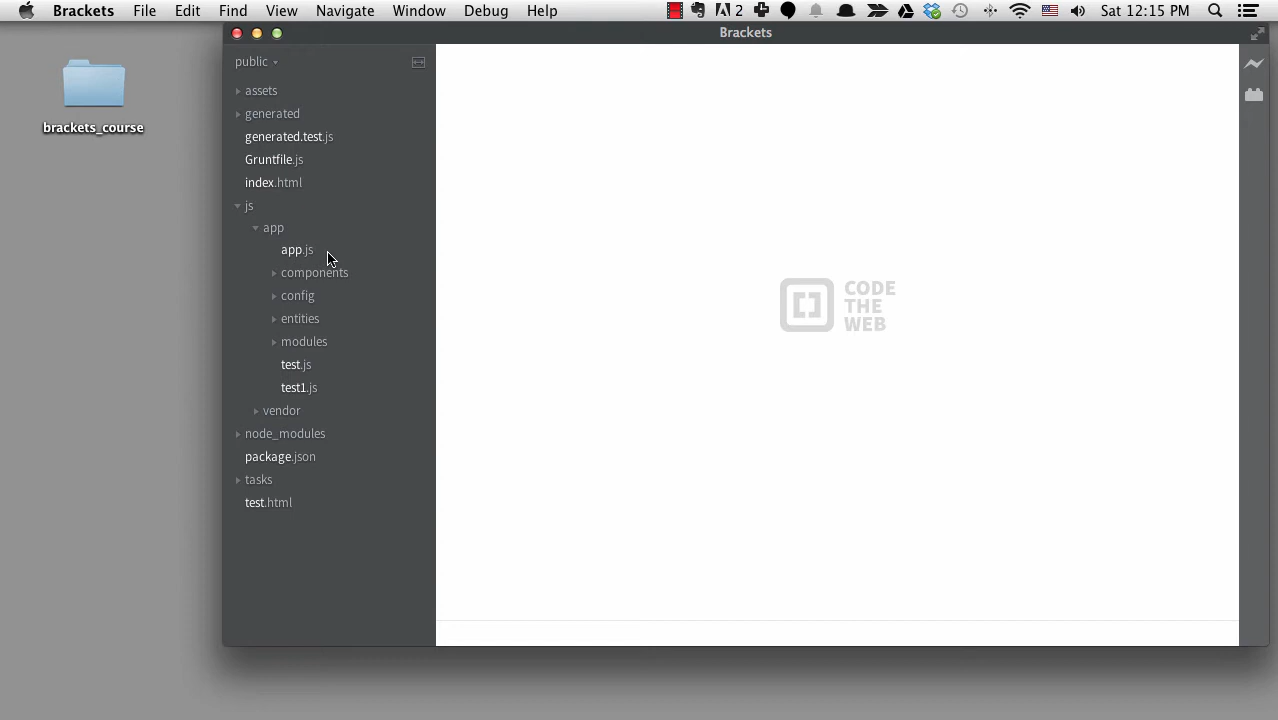 Brackets File Edit Find View Navigate Window Debug Help 2 Sat 12:15 PM
Brackets
brackets_course
public
assets
generated
generated.test.js
Gruntfile.js
index.html
js
app
app.js
components
config
entities
modules
test.js
test1.js
vendor
node_modules
package.json
tasks
test.html
CODE
THE
WEB